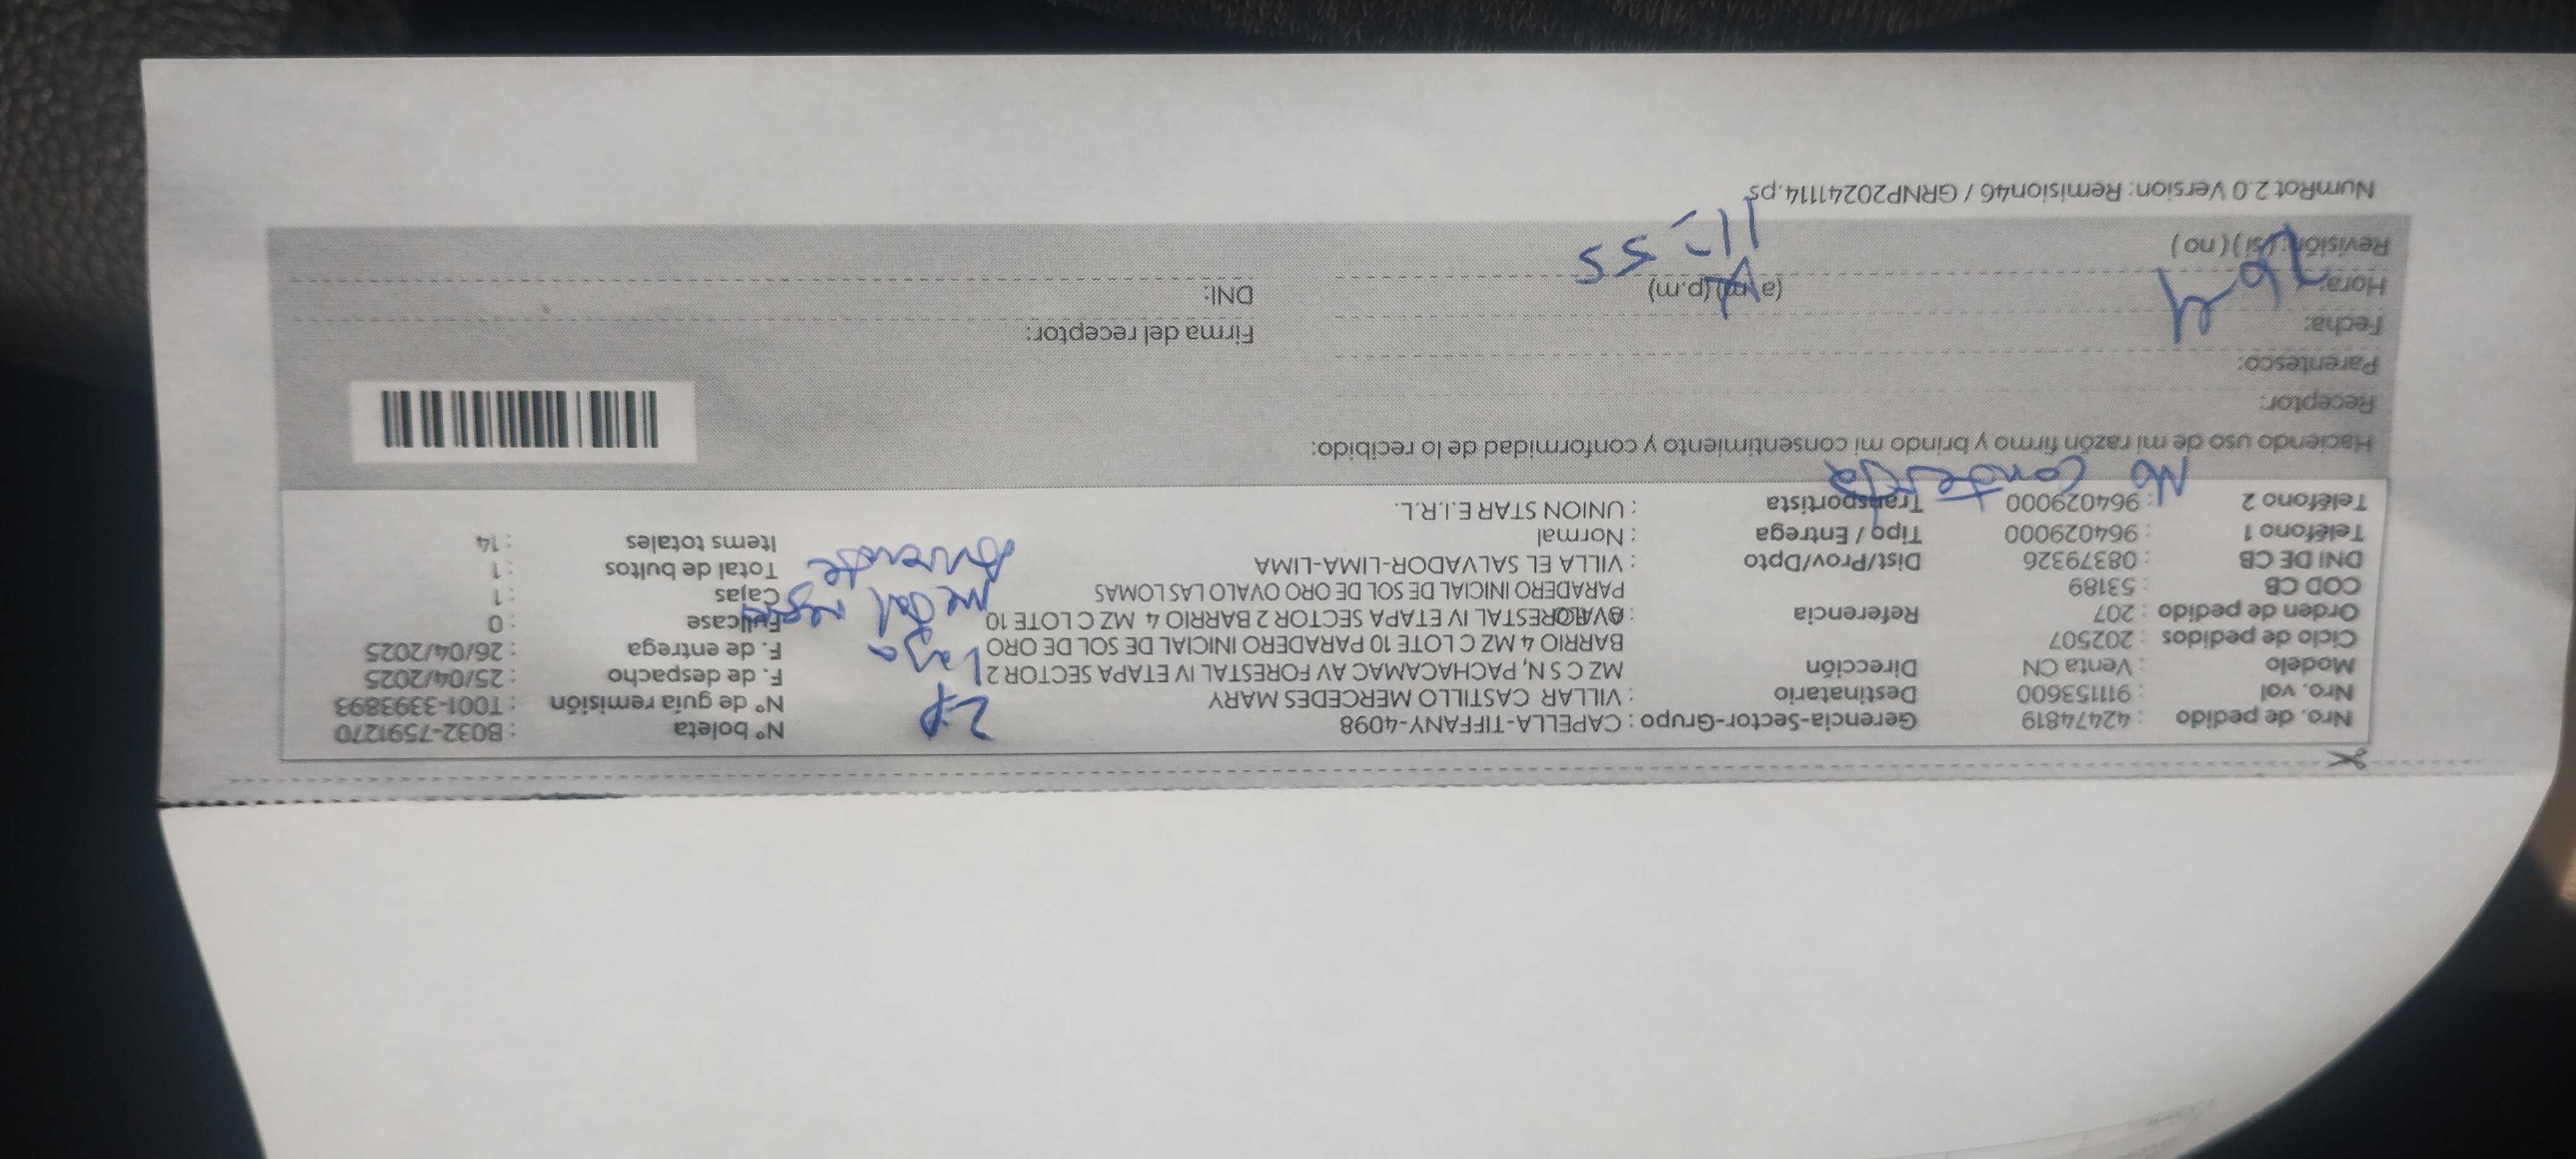 Nro. de pedido : 42474819 Gerencia-Sector-Grupo : CAPELLA-TIFFANY-4098 2P N° boleta : B032-7591270
Nro. vol : 911153600 Destinatario : VILLAR CASTILLO MERCEDES MARY N° de guía remisión : T001-3393893
Modelo : Venta CN Dirección MZ C S N, PACHACAMAC AV FORESTAL IV ETAPA SECTOR 2 F. de despacho : 25/04/2025
Ciclo de pedidos : 202507 BARRIO 4 MZ C LOTE 10 PARADERO INICIAL DE SOL DE ORO F. de entrega : 26/04/2025
Orden de pedido : 207 Referencia : AV FORESTAL IV ETAPA SECTOR 2 BARRIO 4 MZ C LOTE 10 Fullcase : 0
COD CB : 53189 PARADERO INICIAL DE SOL DE ORO OVALO LAS LOMAS Cajas : 1
DNI DE CB : 08379326 Dist/Prov/Dpto : VILLA EL SALVADOR-LIMA-LIMA Total de bultos : 1
Teléfono 1 : 964029000 Tipo / Entrega : Normal Items totales : 14
Teléfono 2 : 964029000 Transportista : UNION STAR E.I.R.L.
No contesta
Haciendo uso de mi razón firmo y brindo mi consentimiento y conformidad de lo recibido:
Receptor:
Parentesco:
Fecha: Firma del receptor:
Hora: (a.m) (p.m) DNI:
11:55
Revisión: (si) (no)
NumRot 2.0 Version: Remision46 / GRNP20241114.ps